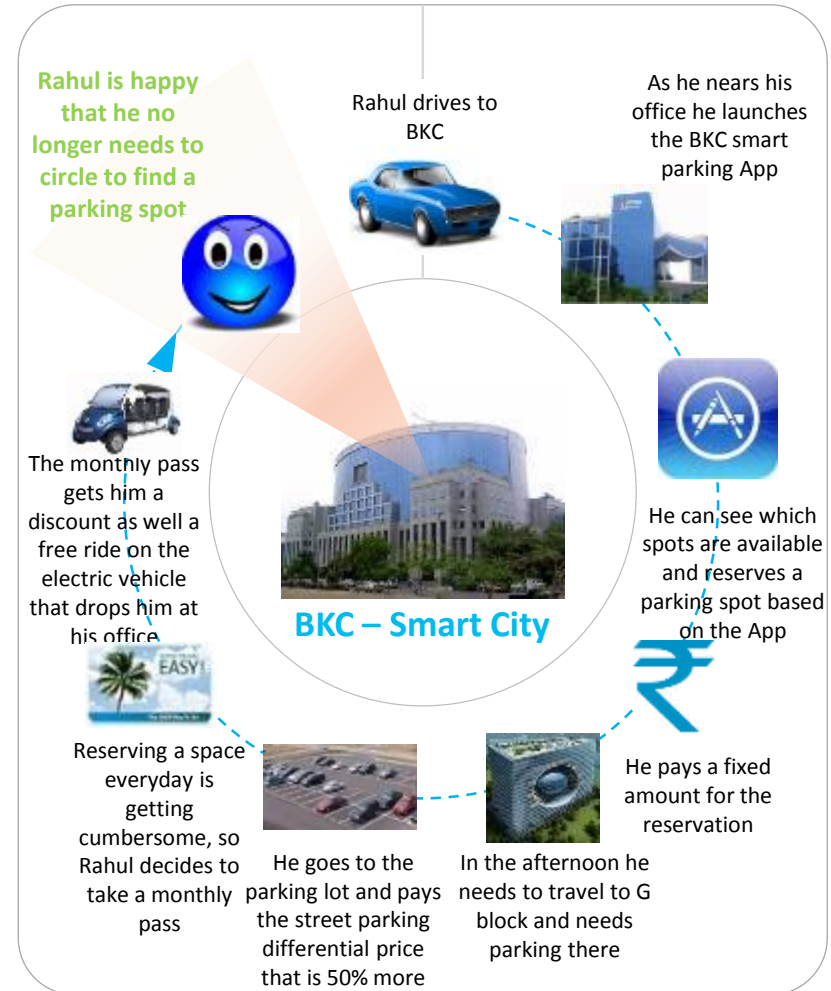 Rahul drives to
BKC
As he nears his
office he launches
the BKC smart
parking App
He can see which
spots are available
and reserves a
parking spot based
on the App
He pays a fixed
amount for the
reservation
In the afternoon he
needs to travel to G
block and needs
parking there
He goes to the
parking lot and pays
the street parking
differential price
that is 50% more
EASY!
Reserving a space
everyday is
getting
cumbersome, so
Rahul decides to
take a monthly
pass
The monthly pass
gets him a
discount as well a
free ride on the
electric vehicle
that drops him at
his office
Rahul is happy
that he no
longer needs to
circle to find a
parking spot
BKC – Smart City